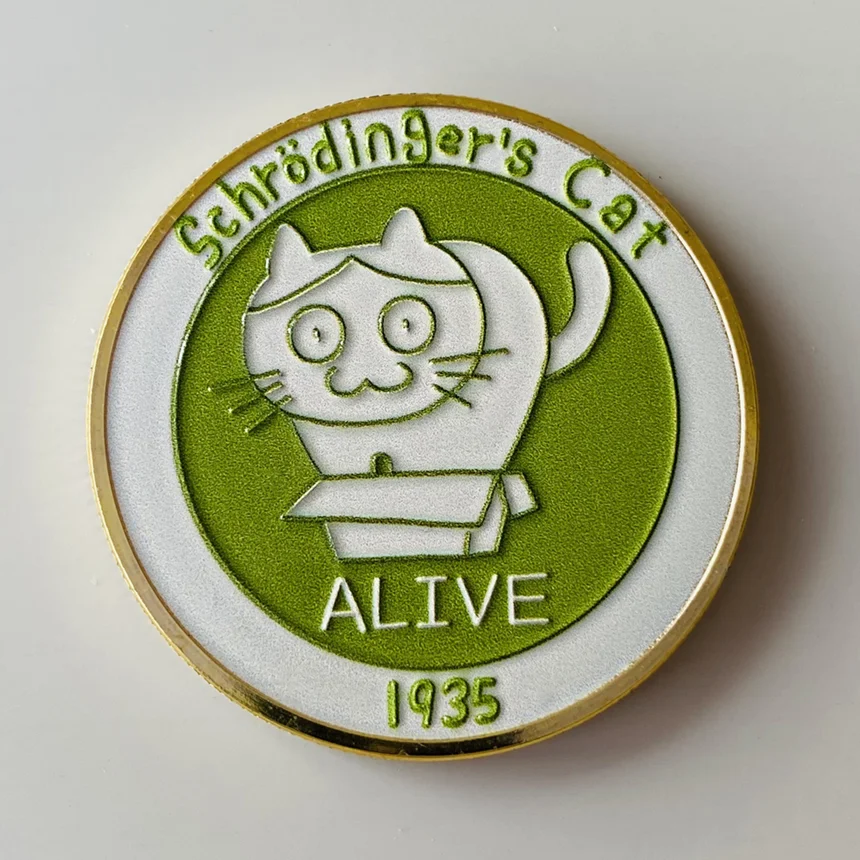 Schrödinger's Cat
ALIVE
1935